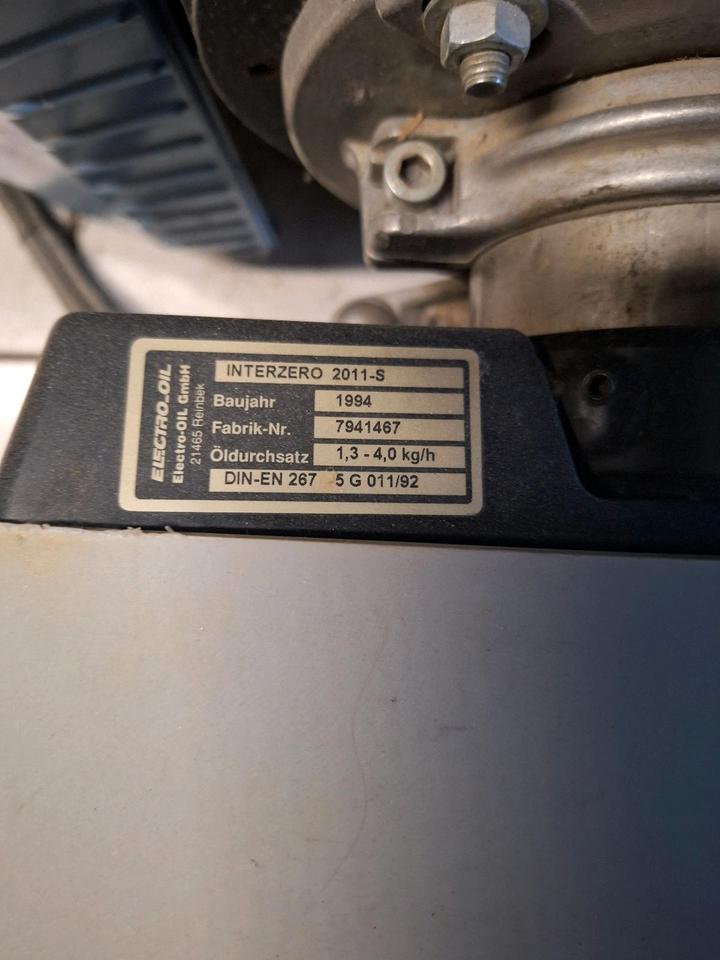 ELECTRO-OIL
Electro-OIL GmbH
21465 Reinbek
INTERZERO 2011-S
Baujahr 1994
Fabrik-Nr. 7941467
Öldurchsatz 1,3 - 4,0 kg/h
DIN-EN 267 5 G 011/92